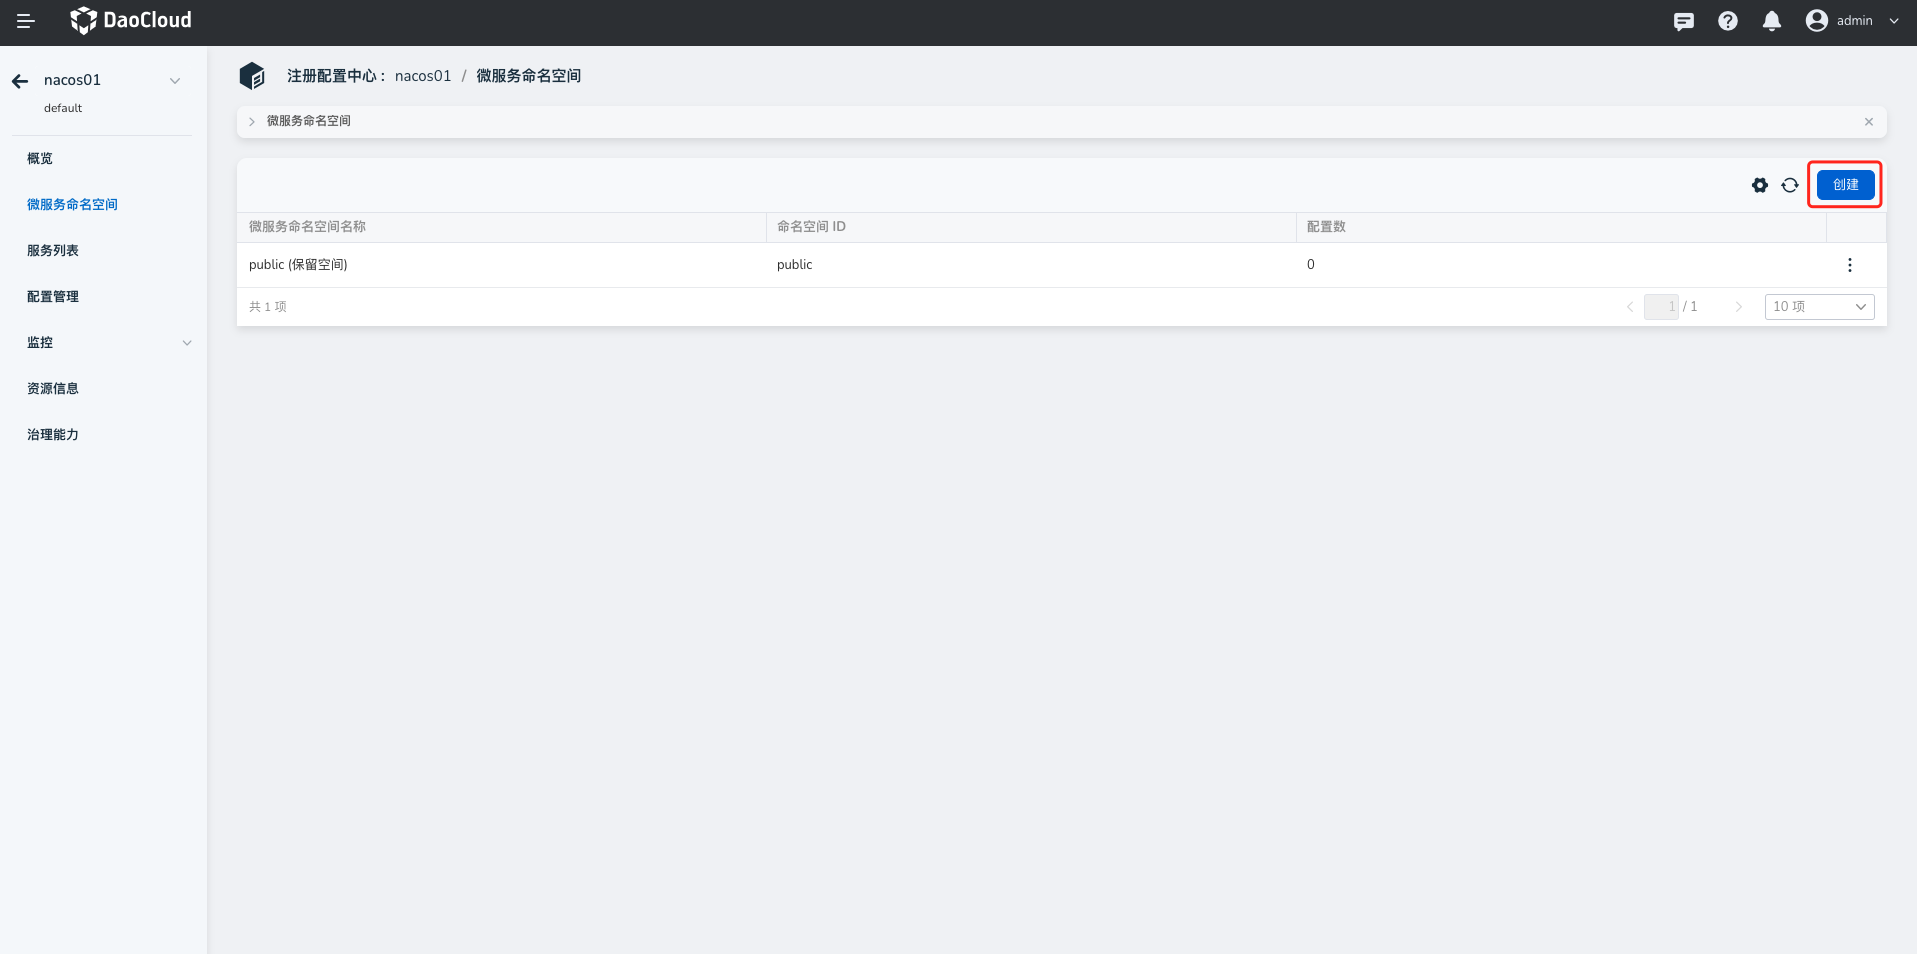 DaoCloud
admin
nacos01
default
概览
微服务命名空间
服务列表
配置管理
监控
资源信息
治理能力
注册配置中心： nacos01 / 微服务命名空间
微服务命名空间
创建
微服务命名空间名称 命名空间 ID 配置数
public (保留空间) public 0
共 1 项 1 / 1 10 项